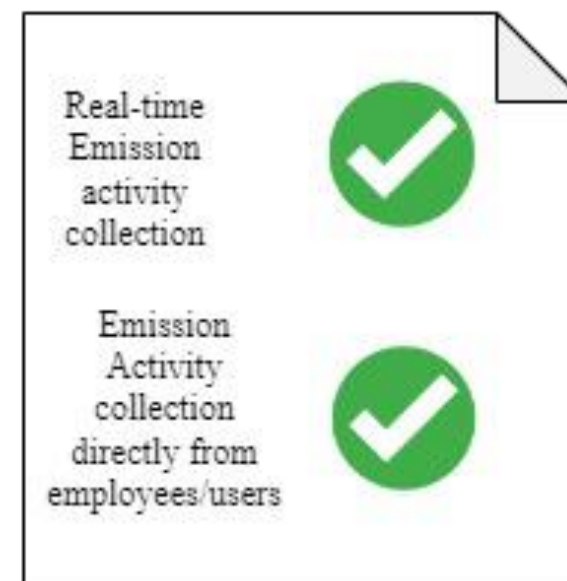 Real-time
Emission
activity
collection
Emission
Activity
collection
directly from
employees/users